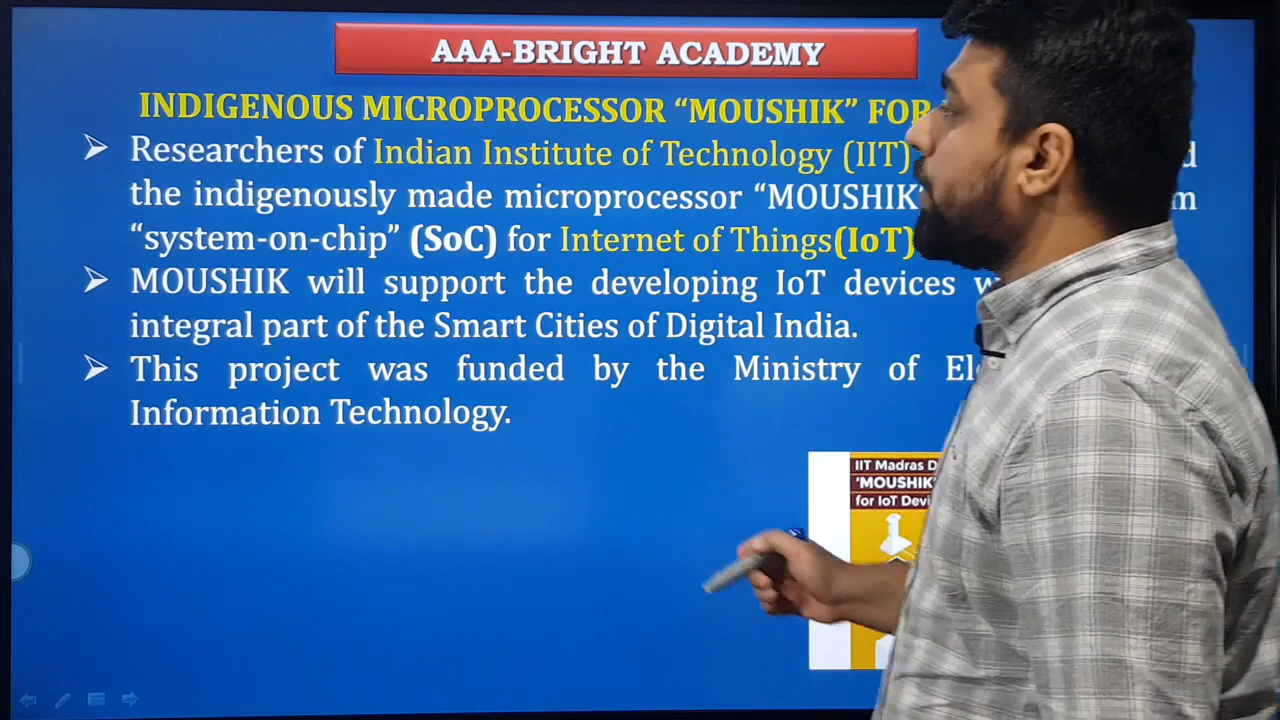 AAA-BRIGHT ACADEMY
INDIGENOUS MICROPROCESSOR “MOUSHIK” FOR
Researchers of Indian Institute of Technology (IIT)
the indigenously made microprocessor “MOUSHIK”
“system-on-chip” (SoC) for Internet of Things(IoT)
MOUSHIK will support the developing IoT devices
integral part of the Smart Cities of Digital India.
This project was funded by the Ministry of
Information Technology.
IIT Madras
‘MOUSHIK’
for IoT